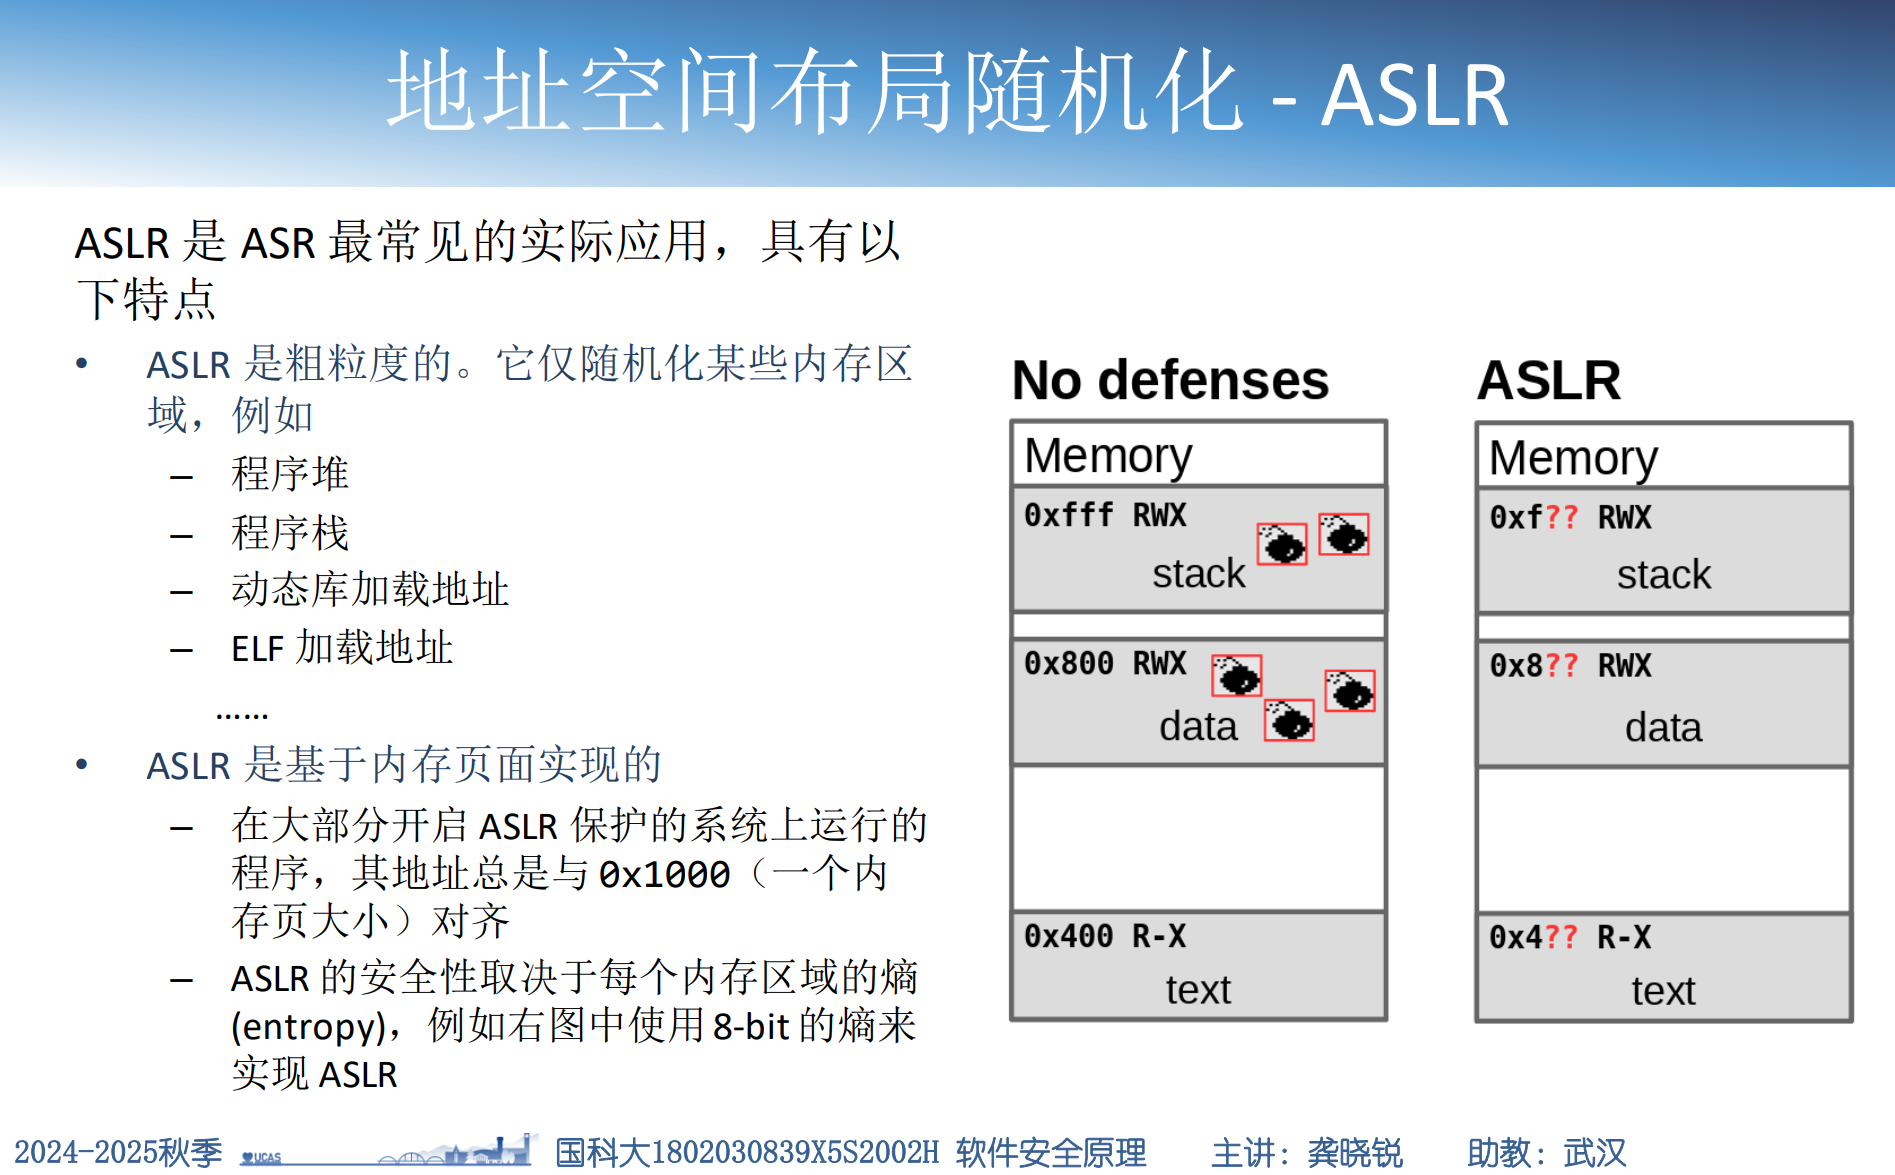 地址空间布局随机化 - ASLR
ASLR 是 ASR 最常见的实际应用，具有以
下特点
• ASLR 是粗粒度的。它仅随机化某些内存区
域，例如
– 程序堆
– 程序栈
– 动态库加载地址
– ELF 加载地址
……
• ASLR 是基于内存页面实现的
– 在大部分开启 ASLR 保护的系统上运行的
程序，其地址总是与 0x1000（一个内
存页大小）对齐
– ASLR 的安全性取决于每个内存区域的熵
(entropy)，例如右图中使用 8-bit 的熵来
实现 ASLR
No defenses
Memory
0xfff RWX
stack
0x800 RWX
data
0x400 R-X
text
ASLR
Memory
0xf?? RWX
stack
0x8?? RWX
data
0x4?? R-X
text
2024-2025秋季 UCAS 国科大1802030839X5S2002H 软件安全原理 主讲：龚晓锐 助教：武汉